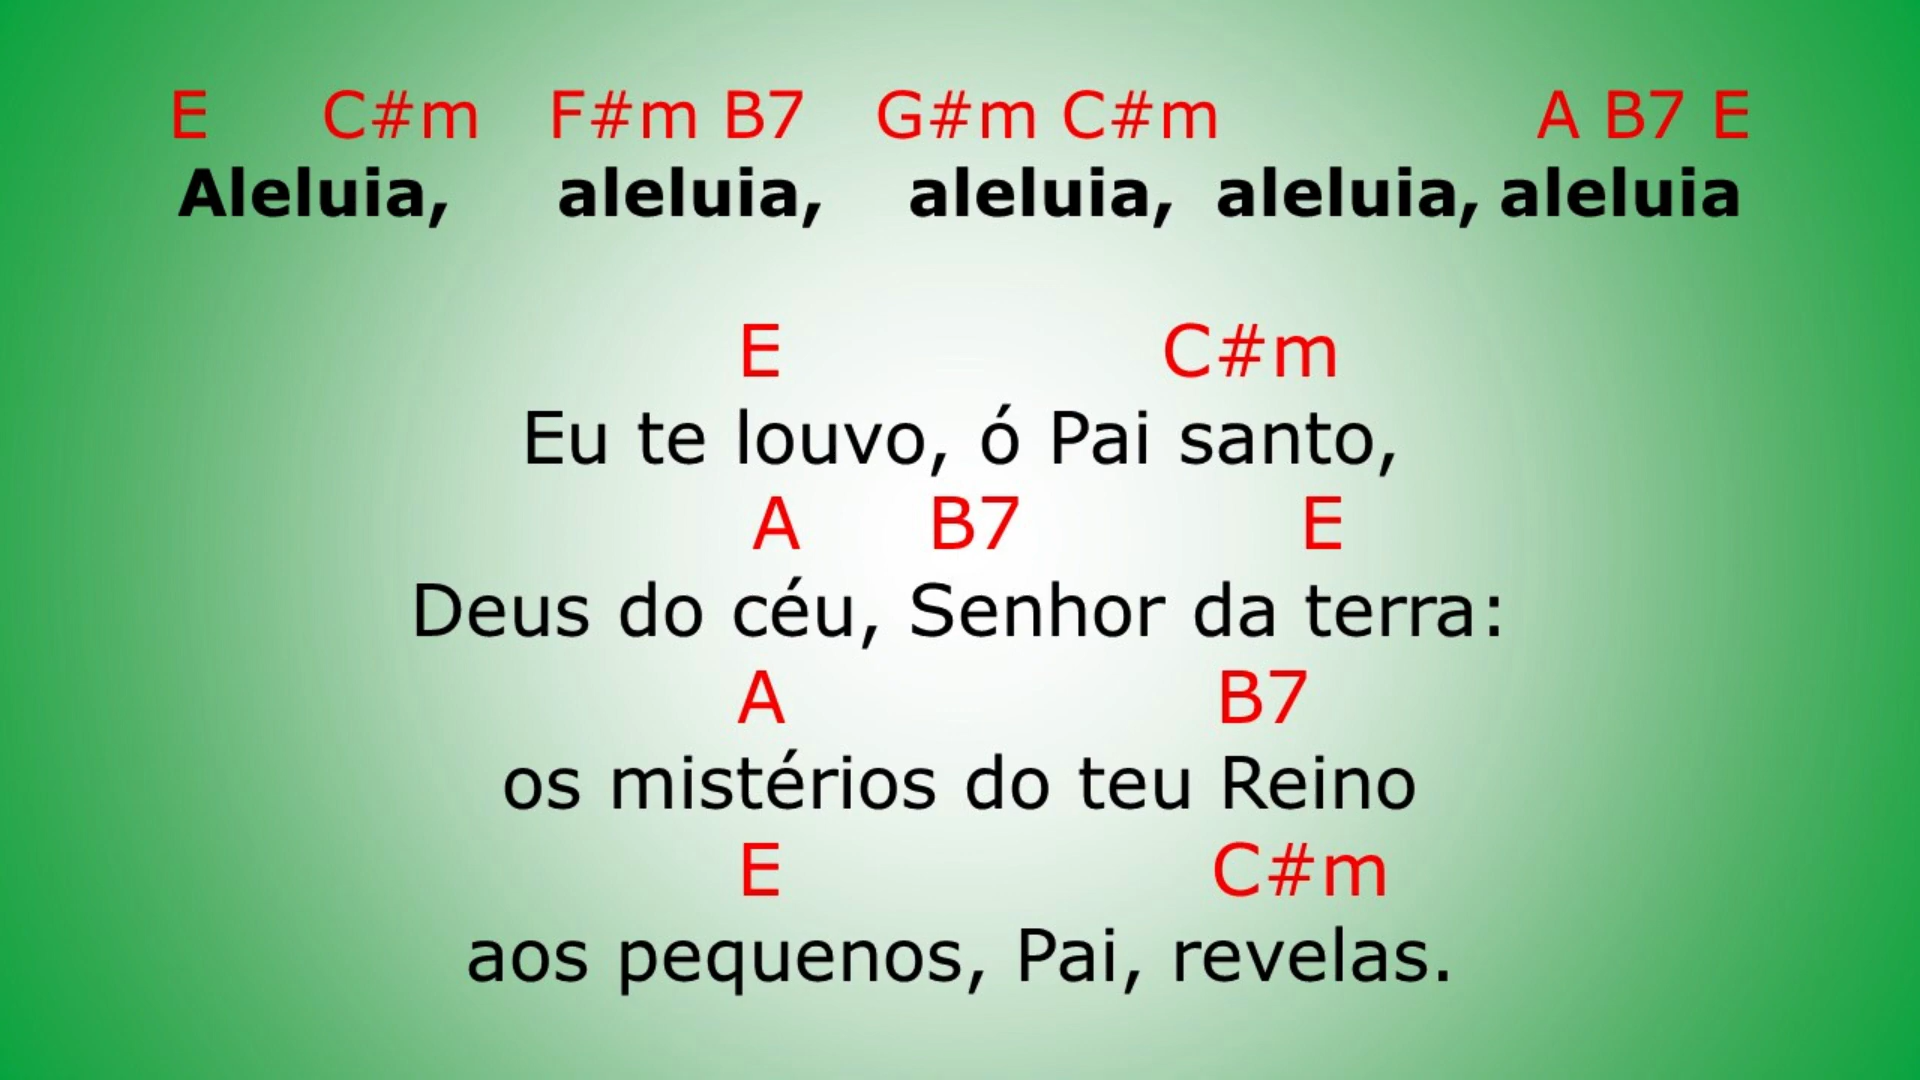 E C#m F#m B7 G#m C#m A B7 E
Aleluia, aleluia, aleluia, aleluia, aleluia
E C#m
Eu te louvo, ó Pai santo,
A B7 E
Deus do céu, Senhor da terra:
A B7
os mistérios do teu Reino
E C#m
aos pequenos, Pai, revelas.